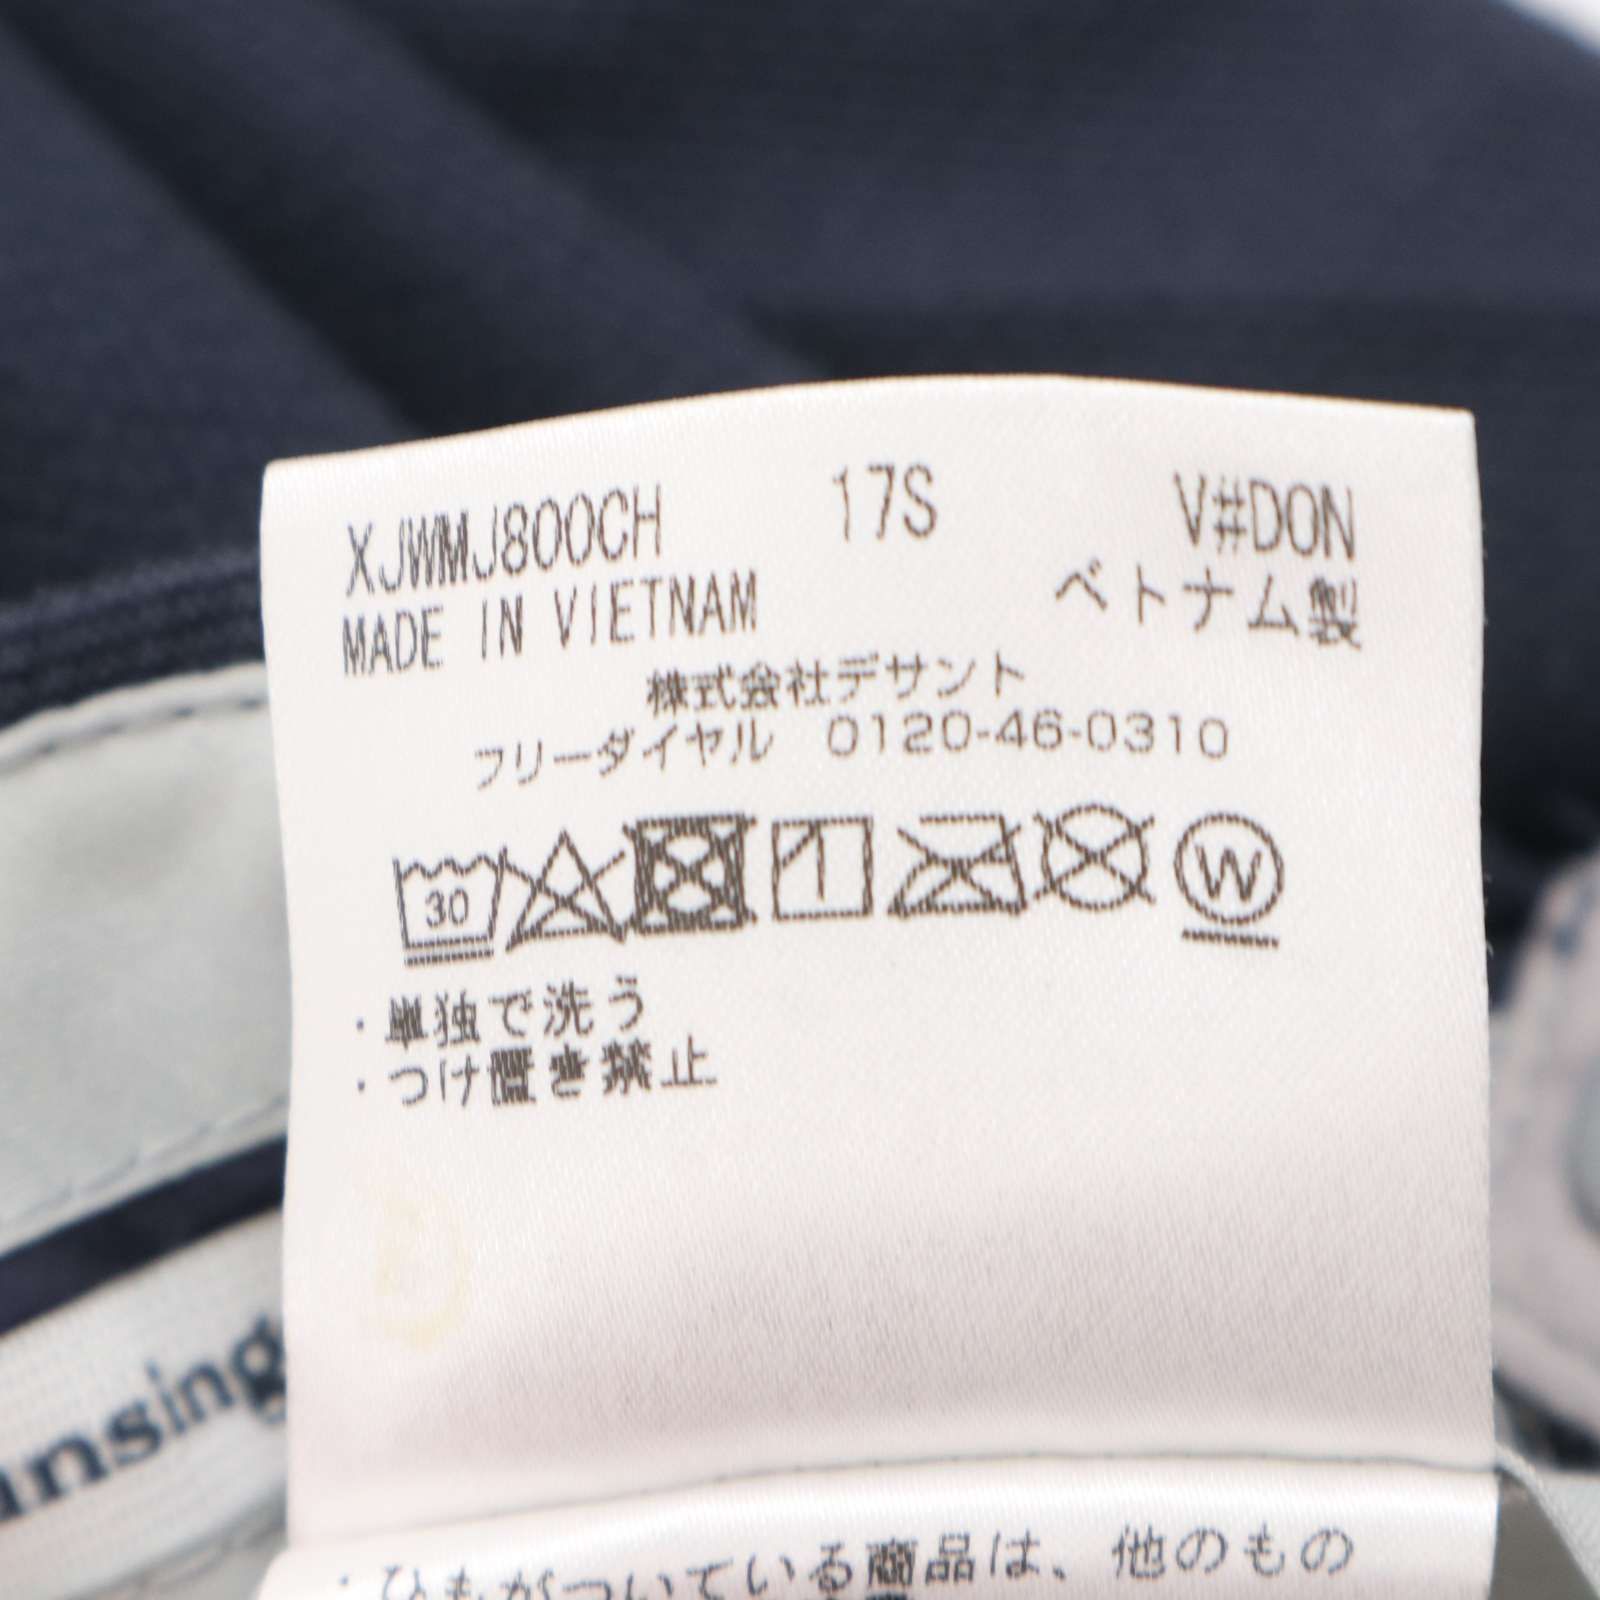 XJWMJ800CH 17S V#DON
MADE IN VIETNAM ベトナム製
株式会社デサント
フリーダイヤル 0120-46-0310
30 W
・単独で洗う
・つけ置き禁止
nsing
・ひもがついている商品は、他のもの